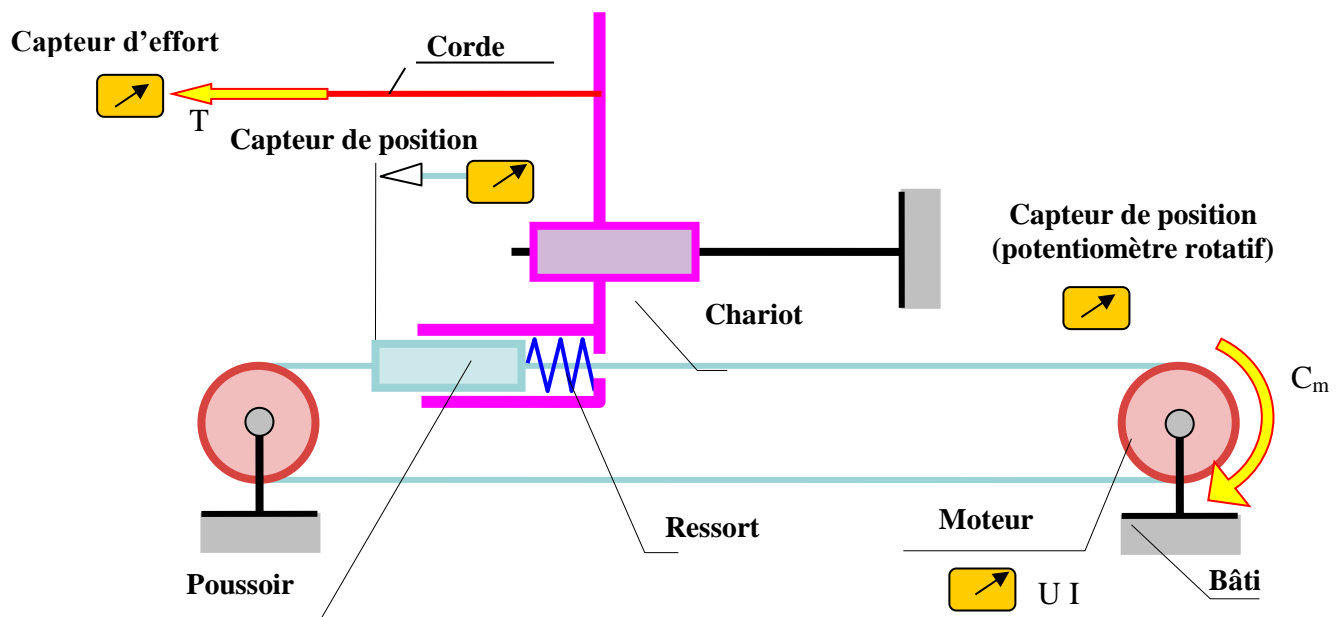 Capteur d'effort
Corde
T
Capteur de position
Capteur de position
(potentiomètre rotatif)
Chariot
Cm
Ressort
Moteur
Poussoir
Bâti
U I